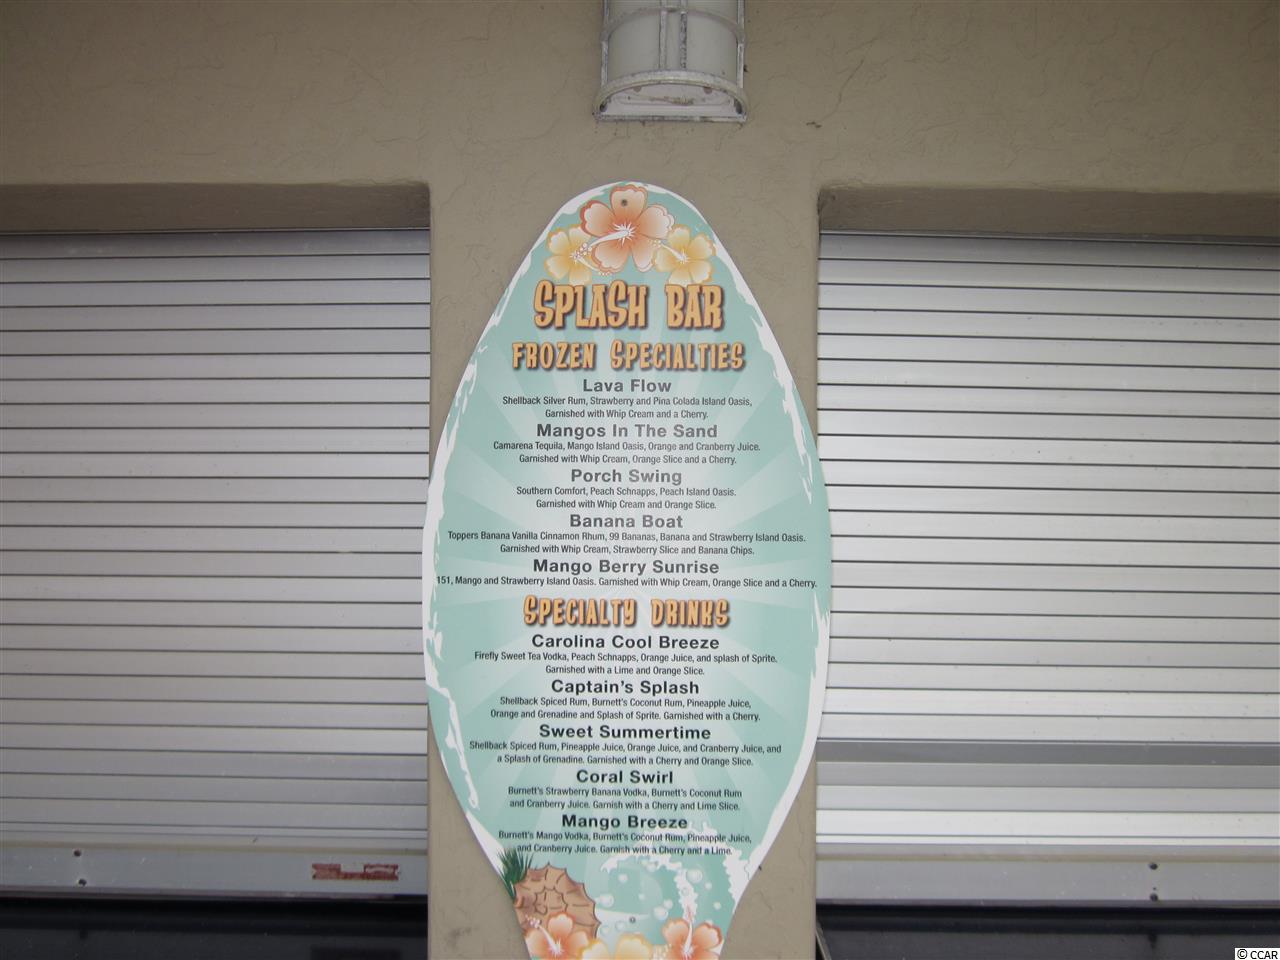 SPLASH BAR
FROZEN SPECIALTIES
Lava Flow
Shellback Silver Rum, Strawberry and Pina Colada Island Oasis,
Garnished with Whip Cream and a Cherry.
Mangos In The Sand
Camarena Tequila, Mango Island Oasis, Orange and Cranberry Juice.
Garnished with Whip Cream, Orange Slice and a Cherry.
Porch Swing
Southern Comfort, Peach Schnapps, Peach Island Oasis.
Garnished with Whip Cream and Orange Slice.
Banana Boat
Toppers Banana Vanilla Cinnamon Rhum, 99 Bananas, Banana and Strawberry Island Oasis.
Garnished with Whip Cream, Strawberry Slice and Banana Chips.
Mango Berry Sunrise
151, Mango and Strawberry Island Oasis. Garnished with Whip Cream, Orange Slice and a Cherry.
SPECIALTY DRINKS
Carolina Cool Breeze
Firefly Sweet Tea Vodka, Peach Schnapps, Orange Juice, and splash of Sprite.
Garnished with a Lime and Orange Slice.
Captain's Splash
Shellback Spiced Rum, Burnett's Coconut Rum, Pineapple Juice,
Orange and Grenadine and Splash of Sprite. Garnished with a Cherry.
Sweet Summertime
Shellback Spiced Rum, Pineapple Juice, Orange Juice, and Cranberry Juice, and
a Splash of Grenadine. Garnished with a Cherry and Orange Slice.
Coral Swirl
Burnett's Strawberry Banana Vodka, Burnett's Coconut Rum
and Cranberry Juice. Garnish with a Cherry and Lime Slice.
Mango Breeze
Burnett's Mango Vodka, Burnett's Coconut Rum, Pineapple Juice,
and Cranberry Juice. Garnish with a Cherry and a Lime.
© CCAR